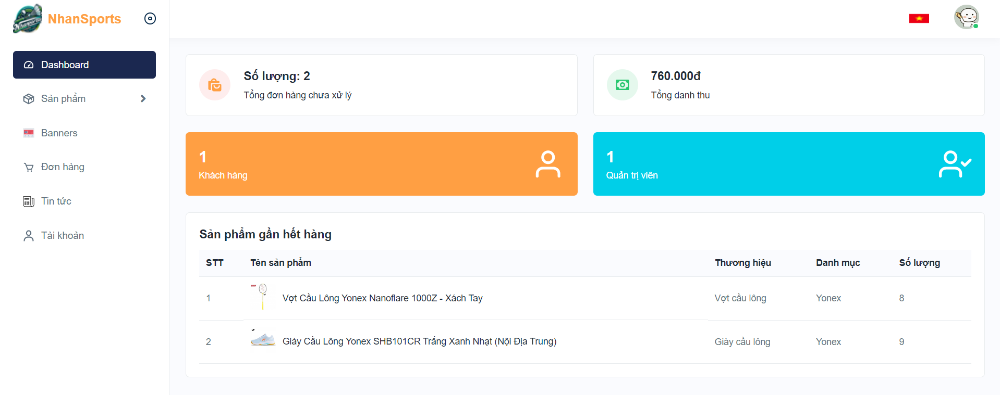 NhanSports
Dashboard
Sản phẩm
Banners
Đơn hàng
Tin tức
Tài khoản
Số lượng: 2
Tổng đơn hàng chưa xử lý
760.000đ
Tổng danh thu
1
Khách hàng
1
Quản trị viên
Sản phẩm gần hết hàng
STT Tên sản phẩm Thương hiệu Danh mục Số lượng
1 Vợt Cầu Lông Yonex Nanoflare 1000Z - Xách Tay Vợt cầu lông Yonex 8
2 Giày Cầu Lông Yonex SHB101CR Trắng Xanh Nhạt (Nội Địa Trung) Giày cầu lông Yonex 9